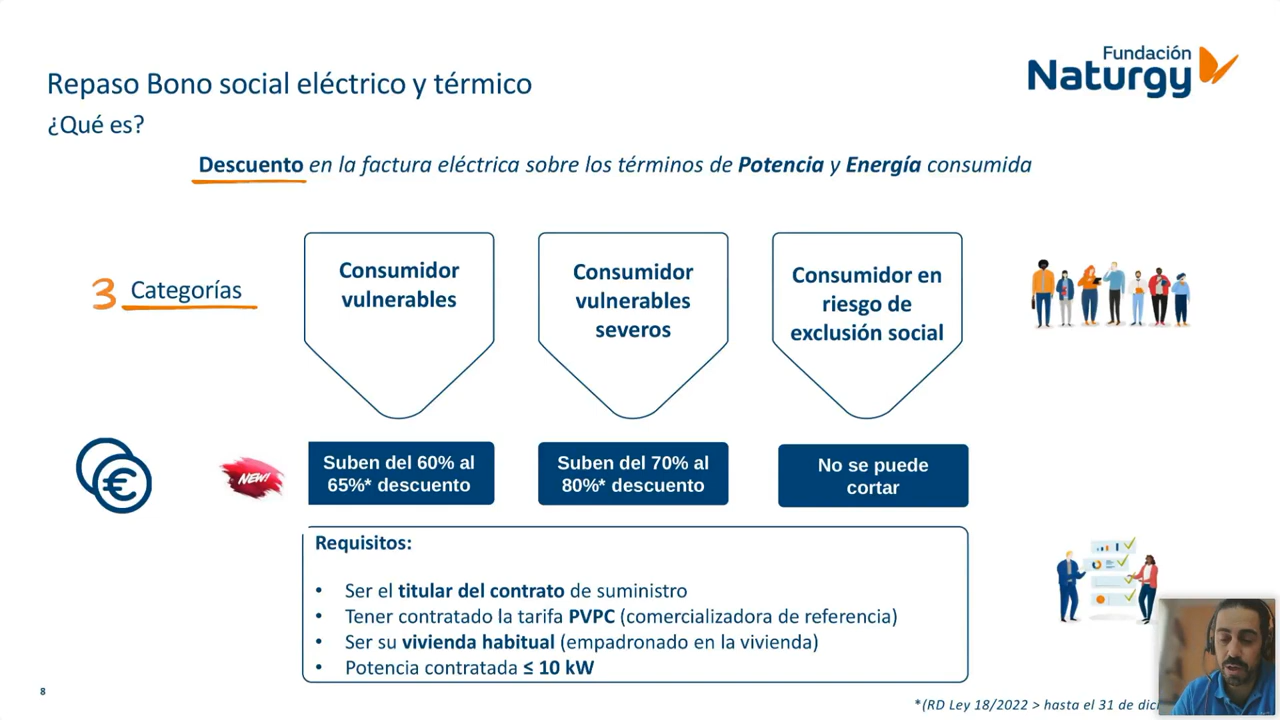 Fundación
Naturgy
Repaso Bono social eléctrico y térmico
¿Qué es?
Descuento en la factura eléctrica sobre los términos de Potencia y Energía consumida
3 Categorías
Consumidor
vulnerables
Consumidor
vulnerables
severos
Consumidor en
riesgo de
exclusión social
NEW!
Suben del 60% al
65%* descuento
Suben del 70% al
80%* descuento
No se puede
cortar
Requisitos:
• Ser el titular del contrato de suministro
• Tener contratado la tarifa PVPC (comercializadora de referencia)
• Ser su vivienda habitual (empadronado en la vivienda)
• Potencia contratada ≤ 10 kW
8
*(RD Ley 18/2022 > hasta el 31 de